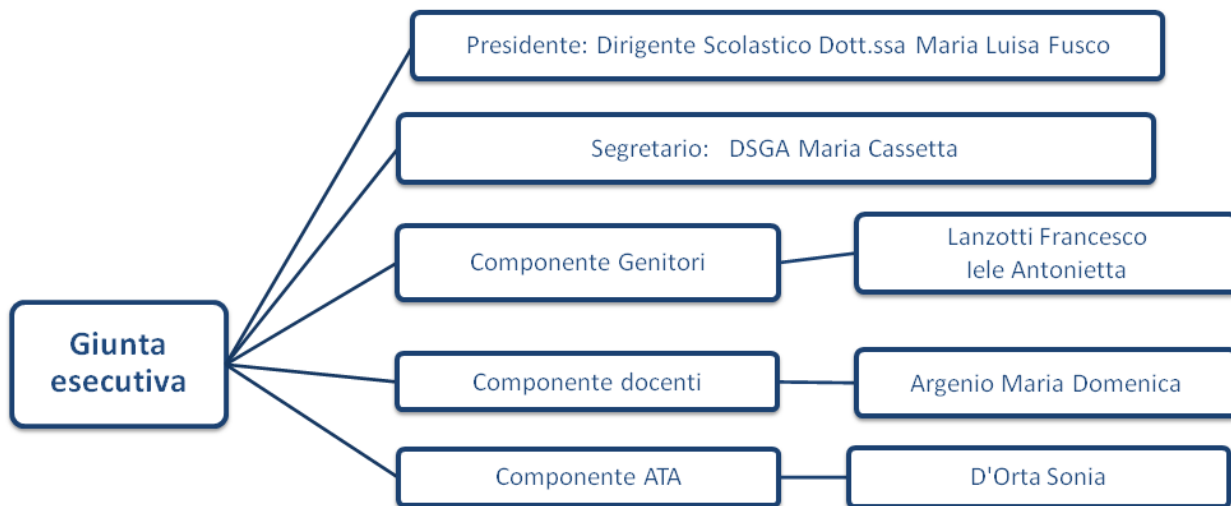 Presidente: Dirigente Scolastico Dott.ssa Maria Luisa Fusco
Segretario: DSGA Maria Cassetta
Componente Genitori
Lanzotti Francesco
Iele Antonietta
Giunta
esecutiva
Componente docenti
Argenio Maria Domenica
Componente ATA
D'Orta Sonia